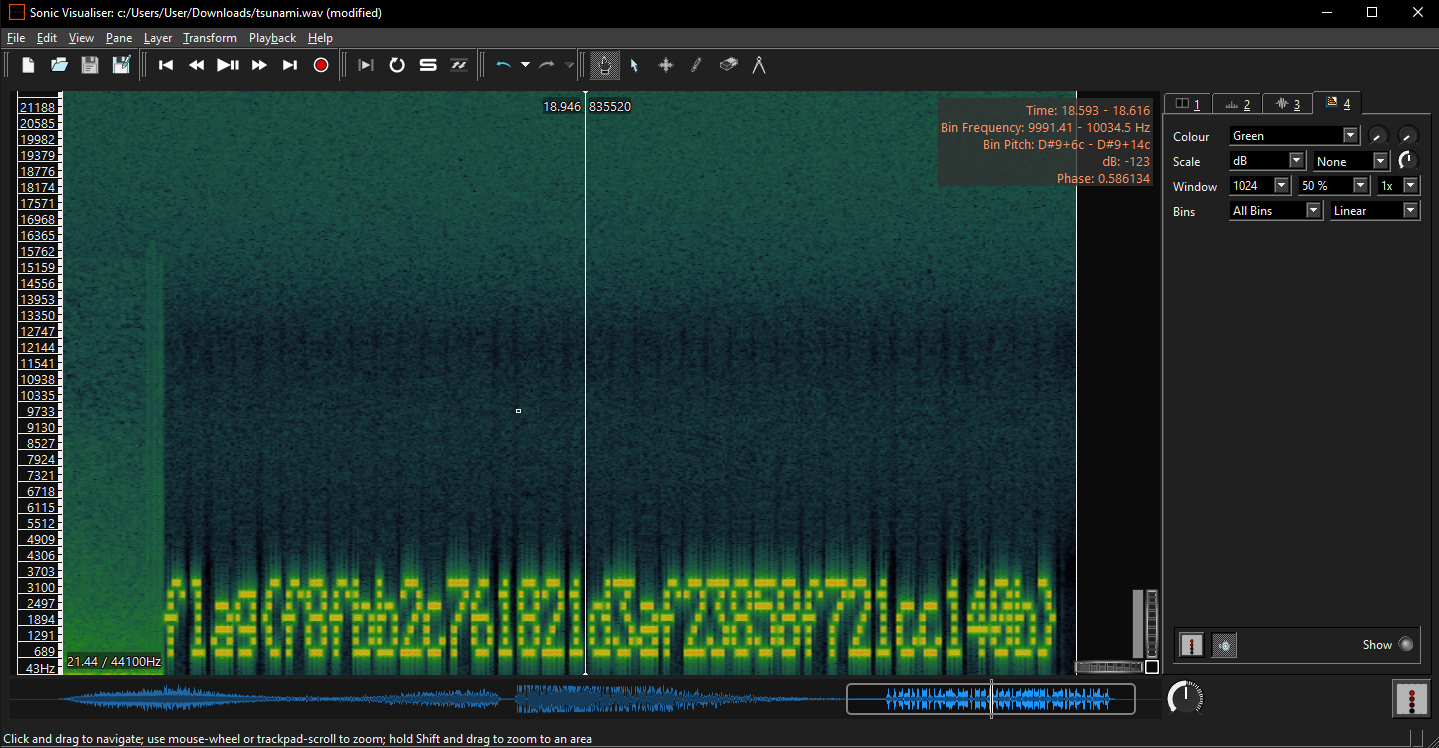 Sonic Visualiser: c:/Users/User/Downloads/tsunami.wav (modified)
File Edit View Pane Layer Transform Playback Help
18.946 835520
Time: 18.593 - 18.616
Bin Frequency: 9991.41 - 10034.5 Hz
Bin Pitch: D#9+6c - D#9+14c
dB: -123
Phase: 0.586134
21188
20585
19982
19379
18776
18174
17571
16968
16365
15762
15159
14556
13953
13350
12747
12144
11541
10938
10335
9733
9130
8527
7924
7321
6718
6115
5512
4909
4306
3703
3100
2497
1894
1291
689
43Hz
21.44 / 44100Hz
1 2 3 4
Colour Green
Scale dB None
Window 1024 50 % 1x
Bins All Bins Linear
Show
Click and drag to navigate; use mouse-wheel or trackpad-scroll to zoom; hold Shift and drag to zoom to an area